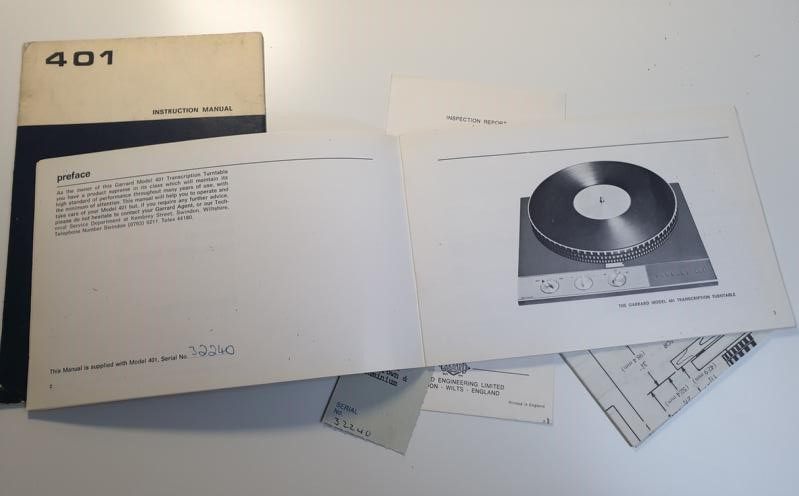 401
INSTRUCTION MANUAL
INSPECTION REPORT
preface
As the owner of this Garrard Model 401 Transcription Turntable
you have a product supreme in its class which will maintain its
high standard of performance throughout many years of use, with
the minimum of attention. This manual will help you to operate and
take care of your Model 401 but, if you require any further advice,
please do not hesitate to contact your Garrard Agent, or our Tech-
nical Service Department at Kembrey Street, Swindon, Wiltshire.
Telephone Number Swindon (0793) 5217. Telex 44180.
This Manual is supplied with Model 401, Serial No. 32240
2
THE GARRARD MODEL 401 TRANSCRIPTION TURNTABLE
3
SERIAL
No.
32240
ENGINEERING LIMITED
WILTS - ENGLAND
Printed in England